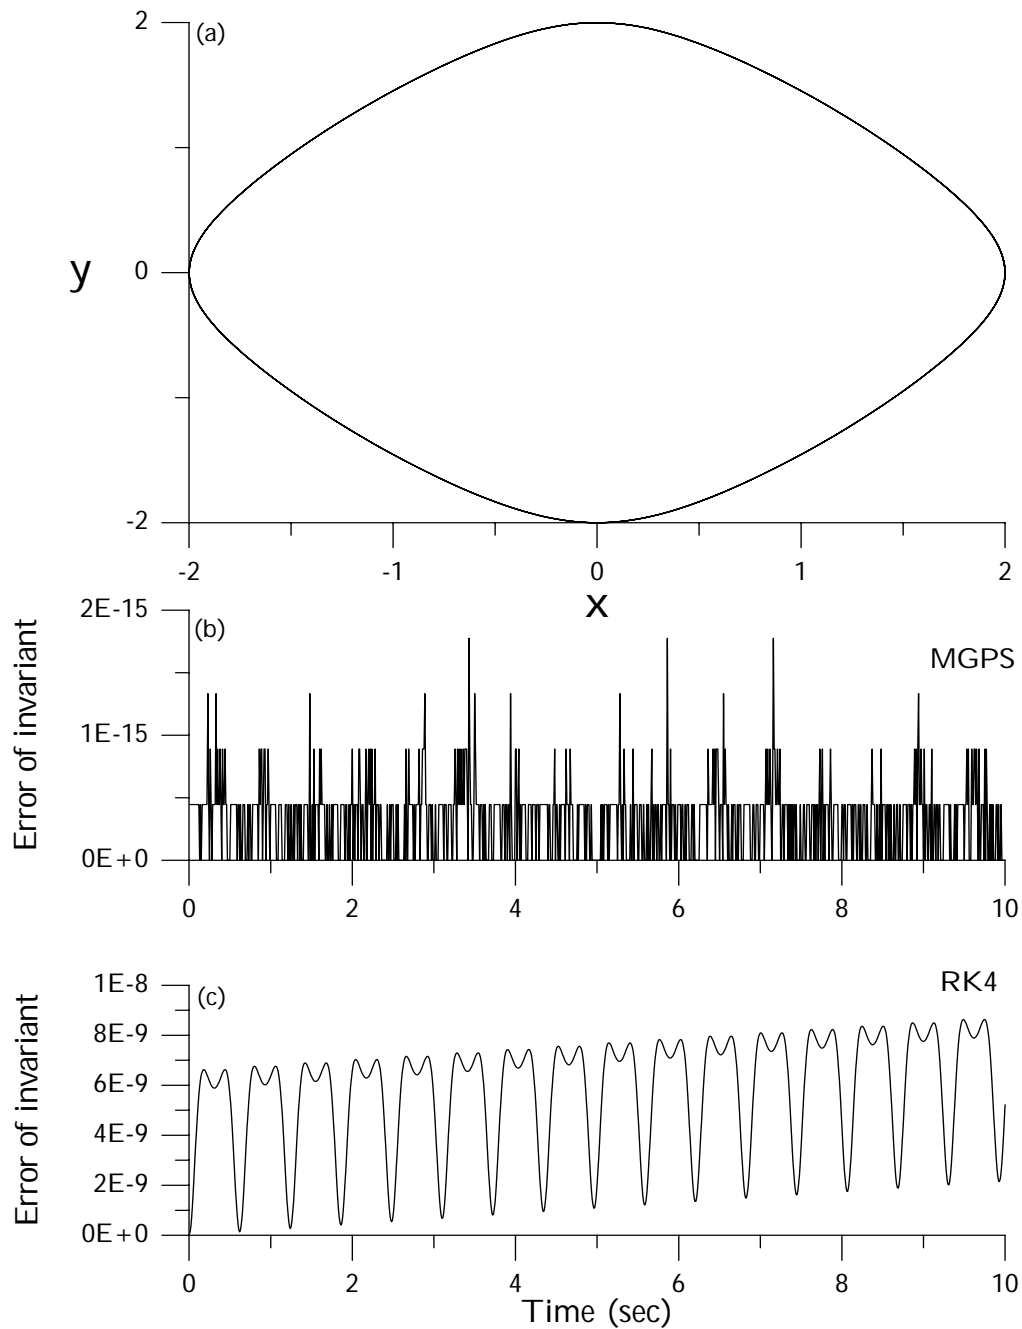 2
(a)
y
0
-2
-2 -1 0 1 2
x
2E-15
(b)
MGPS
Error of invariant
1E-15
0E+0
0 2 4 6 8 10
1E-8
(c)
RK4
8E-9
Error of invariant
6E-9
4E-9
2E-9
0E+0
0 2 4 6 8 10
Time (sec)